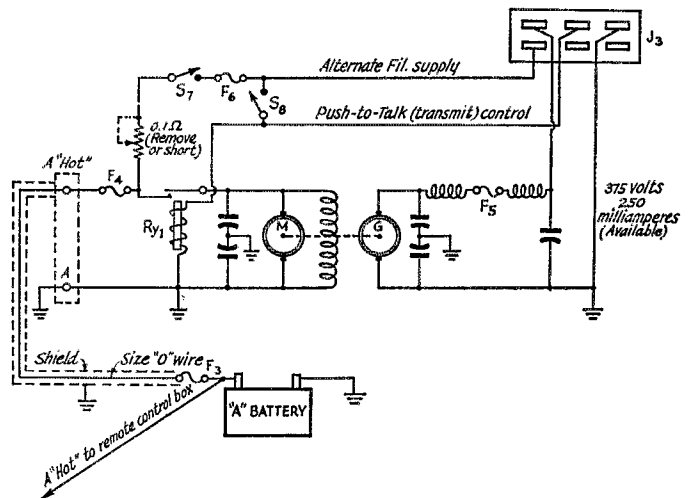 J3
Alternate Fil. supply
S7
F6
S8
Push-to-Talk (transmit) control
0.1Ω
(Remove
or short)
A "Hot"
F4
Ry1
M
G
F5
375 volts
250
milliamperes
(Available)
A
Shield
Size "0" wire
F3
"A" BATTERY
A "Hot" to remote control box